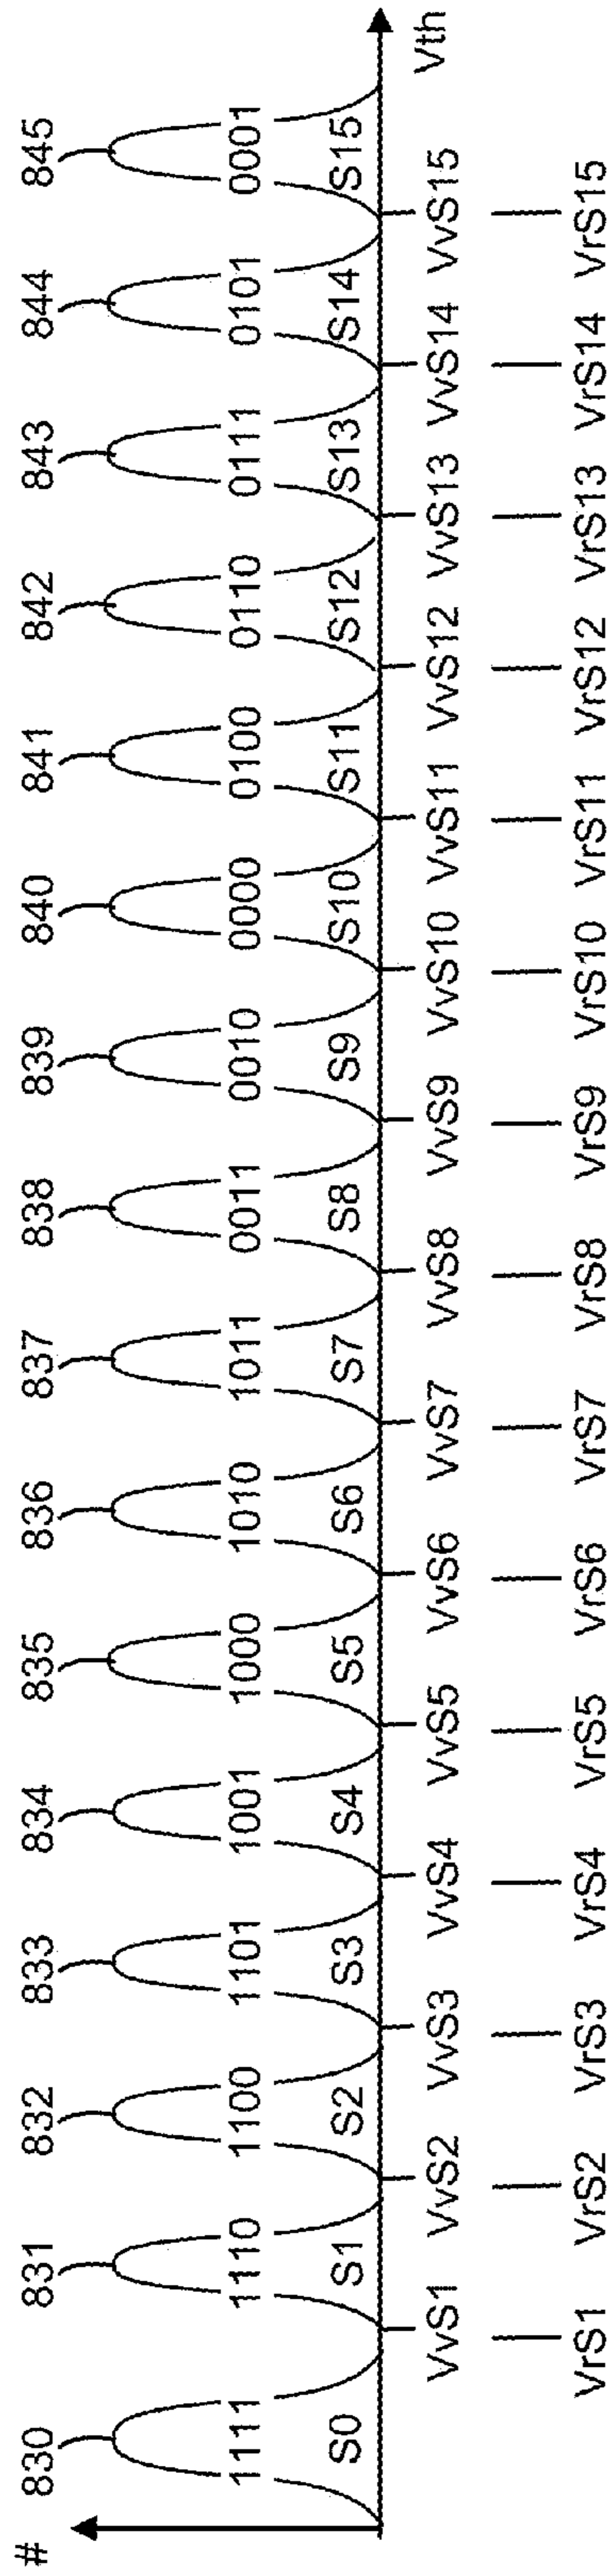 #
830 831 832 833 834 835 836 837 838 839 840 841 842 843 844 845
1111 1110 1100 1101 1001 1000 1010 1011 0011 0010 0000 0100 0110 0111 0101 0001
S0 S1 S2 S3 S4 S5 S6 S7 S8 S9 S10 S11 S12 S13 S14 S15
Vth
VvS1 VvS2 VvS3 VvS4 VvS5 VvS6 VvS7 VvS8 VvS9 VvS10 VvS11 VvS12 VvS13 VvS14 VvS15
VrS1 VrS2 VrS3 VrS4 VrS5 VrS6 VrS7 VrS8 VrS9 VrS10 VrS11 VrS12 VrS13 VrS14 VrS15